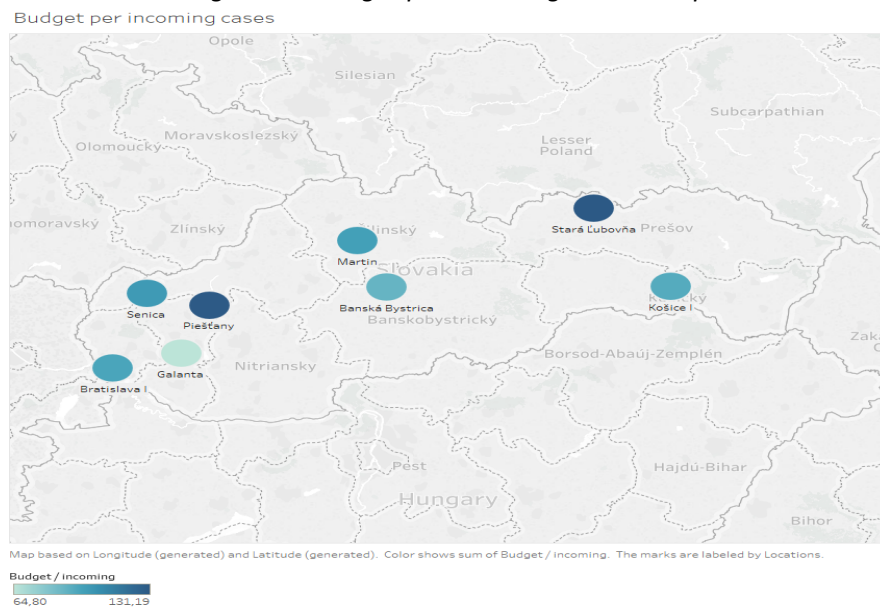 Budget per incoming cases
Opole
Silesian
Subcarpathian
Moravskoslezský
Olomoucký
Lesser
Poland
Zlínský
Stará Ľubovňa
Prešov
Martin
Slovakia
Senica
Piešťany
Banská Bystrica
Košice I
Banskobystrický
Galanta
Nitriansky
Borsod-Abaúj-Zemplén
Bratislava I
Pest
Hajdú-Bihar
Hungary
Bihor
Map based on Longitude (generated) and Latitude (generated). Color shows sum of Budget / incoming. The marks are labeled by Locations.
Budget / incoming
64,80 131,19